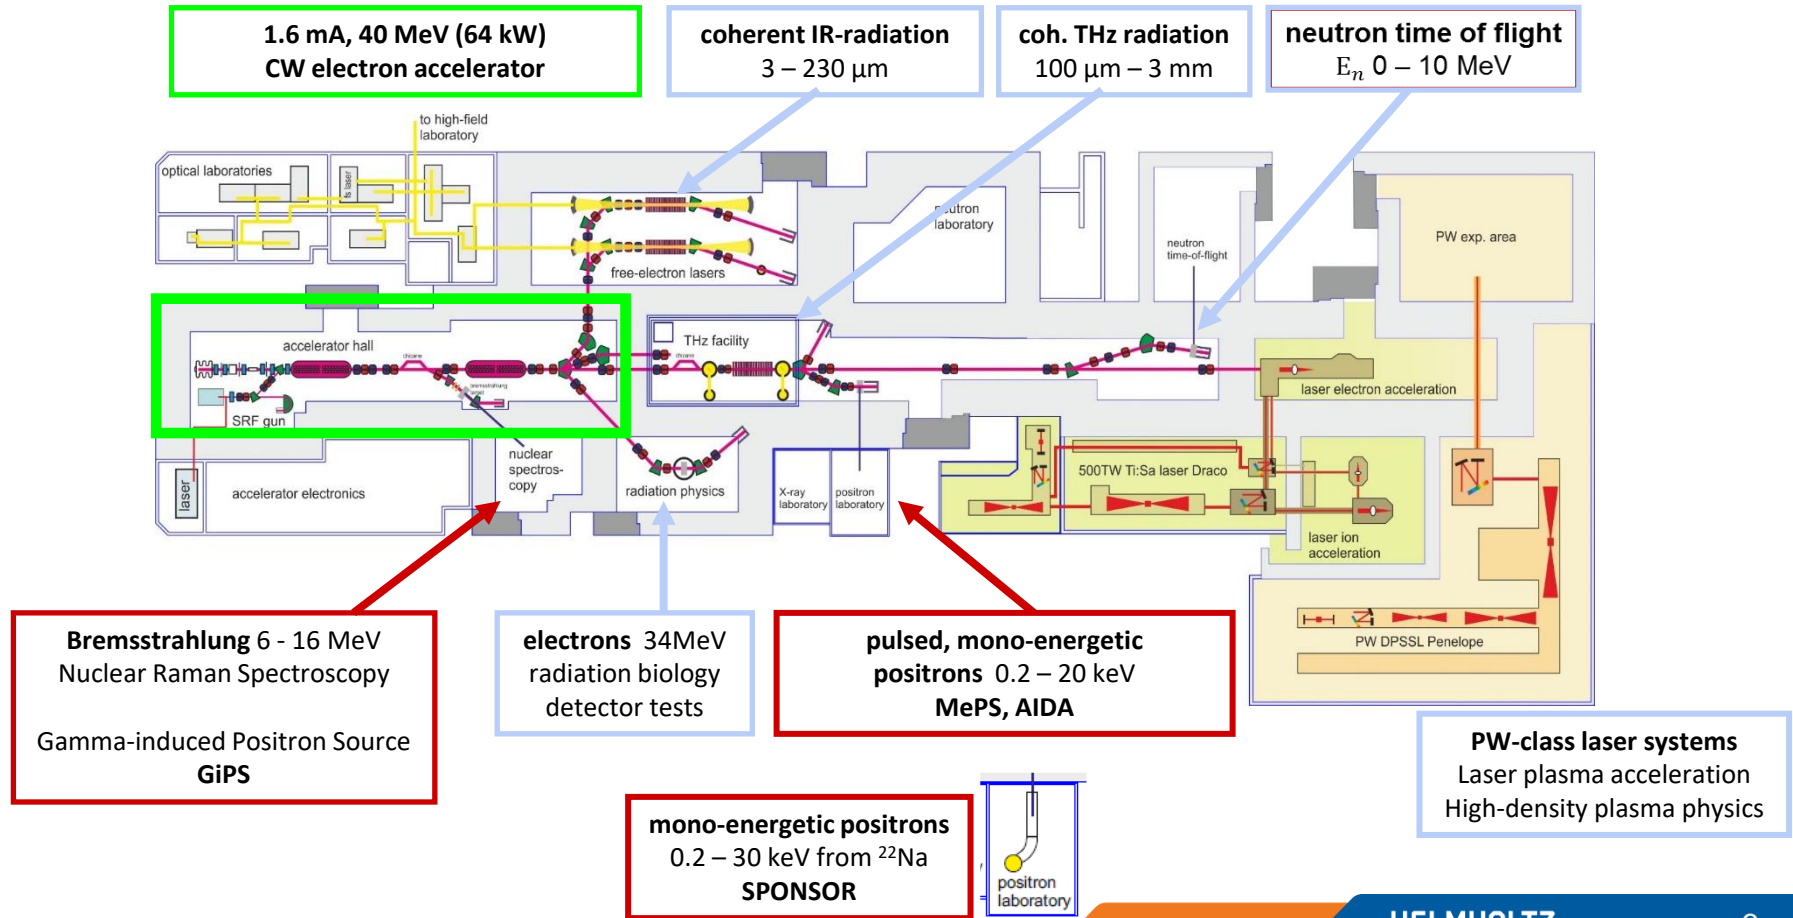 1.6 mA, 40 MeV (64 kW)
CW electron accelerator
coherent IR-radiation
3 – 230 µm
coh. THz radiation
100 µm – 3 mm
neutron time of flight
Eₙ 0 – 10 MeV
to high-field
laboratory
optical laboratories
fs laser
free-electron lasers
neutron
laboratory
neutron
time-of-flight
PW exp. area
accelerator hall
chicane
THz facility
chicane
bremsstrahlung
target
SRF gun
laser electron acceleration
laser
accelerator electronics
nuclear
spectros-
copy
radiation physics
X-ray
laboratory
positron
laboratory
500TW Ti:Sa laser Draco
laser ion
acceleration
PW DPSSL Penelope
Bremsstrahlung 6 - 16 MeV
Nuclear Raman Spectroscopy
Gamma-induced Positron Source
GiPS
electrons 34MeV
radiation biology
detector tests
pulsed, mono-energetic
positrons 0.2 – 20 keV
MePS, AIDA
PW-class laser systems
Laser plasma acceleration
High-density plasma physics
mono-energetic positrons
0.2 – 30 keV from ²²Na
SPONSOR
positron
laboratory
HELMHOLTZ